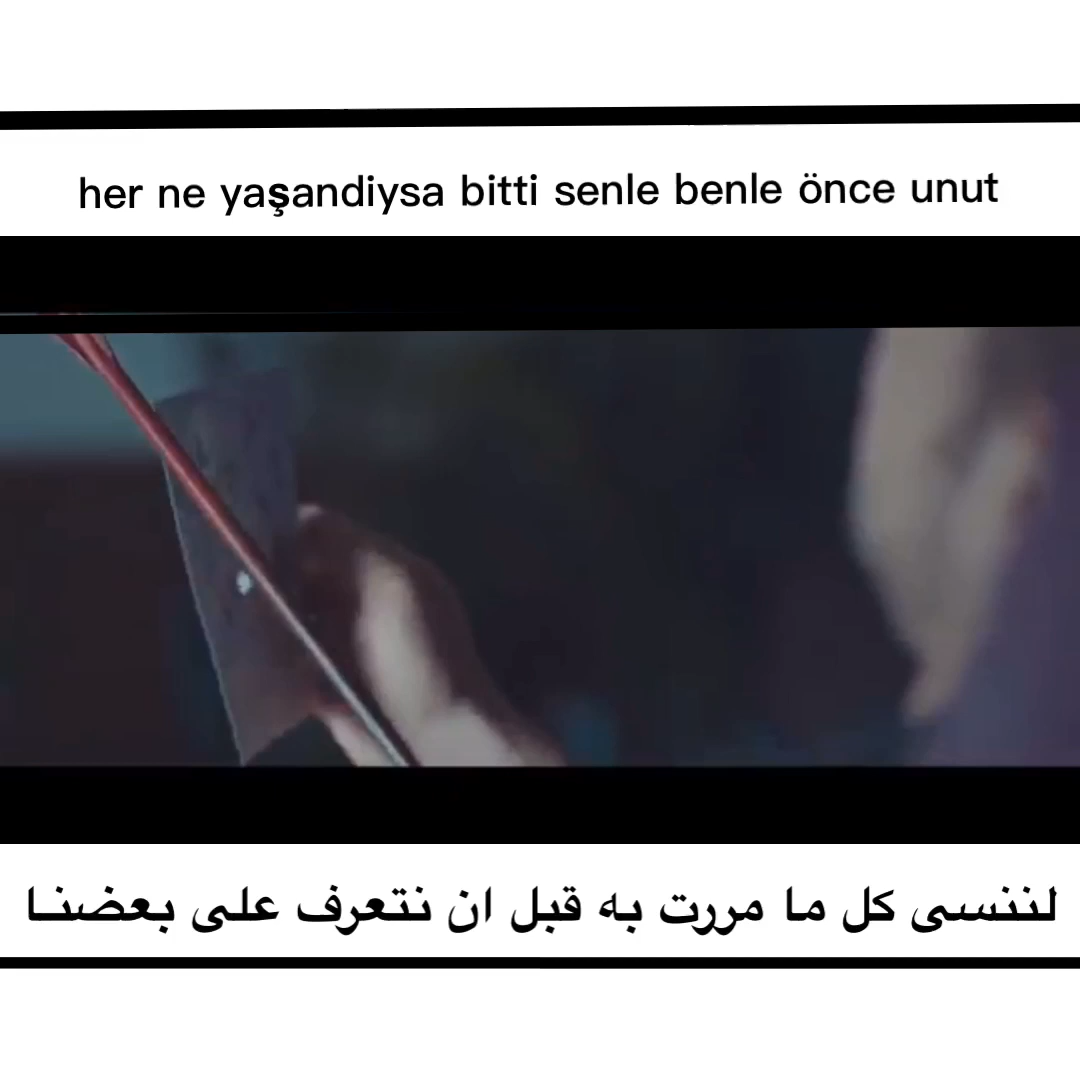 her ne yaşandiysa bitti senle benle önce unut
لننسى كل ما مررت به قبل ان نتعرف على بعضنا